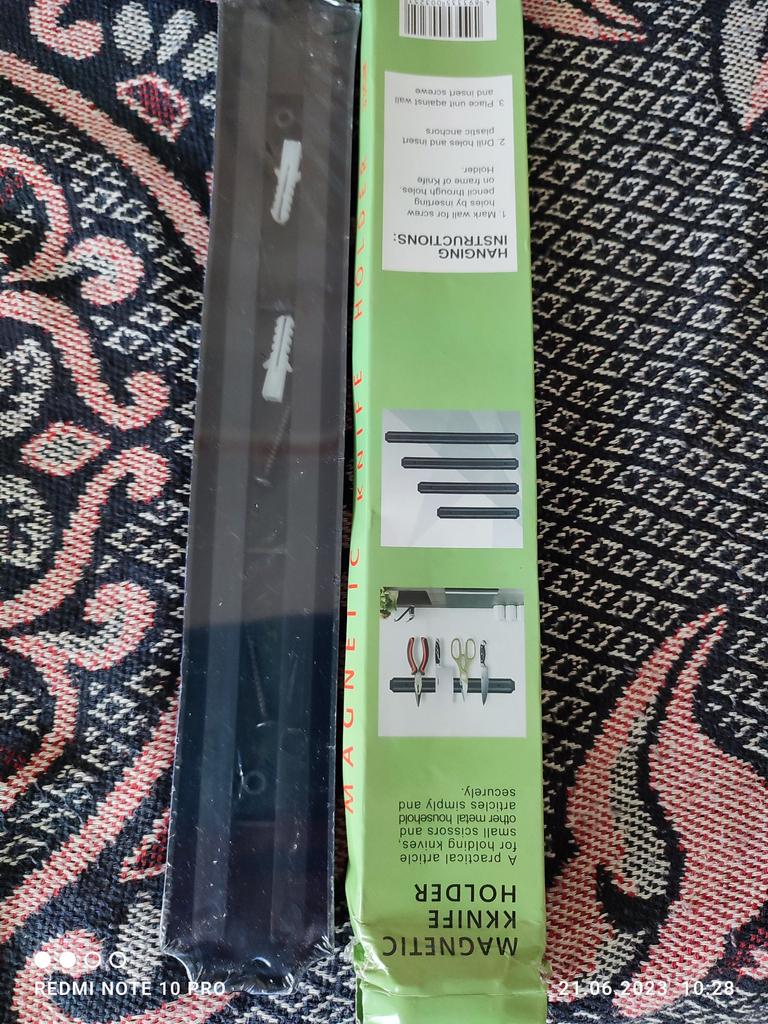 MAGNETIC
KKNIFE
HOLDER
A practical article
for holding knives,
small scissors and
other metal household
articles simply and
securely.
HANGING
INSTRUCTIONS:
1. Mark wall for screw
holes by inserting
pencil through holes.
on frame of Knife
Holder.
2. Drill holes and insert
plastic anchors
3. Place unit against wall
and insert screwe
MAGNETIC KNIFE HOLDER
REDMI NOTE 10 PRO
21.06.2023 10:28